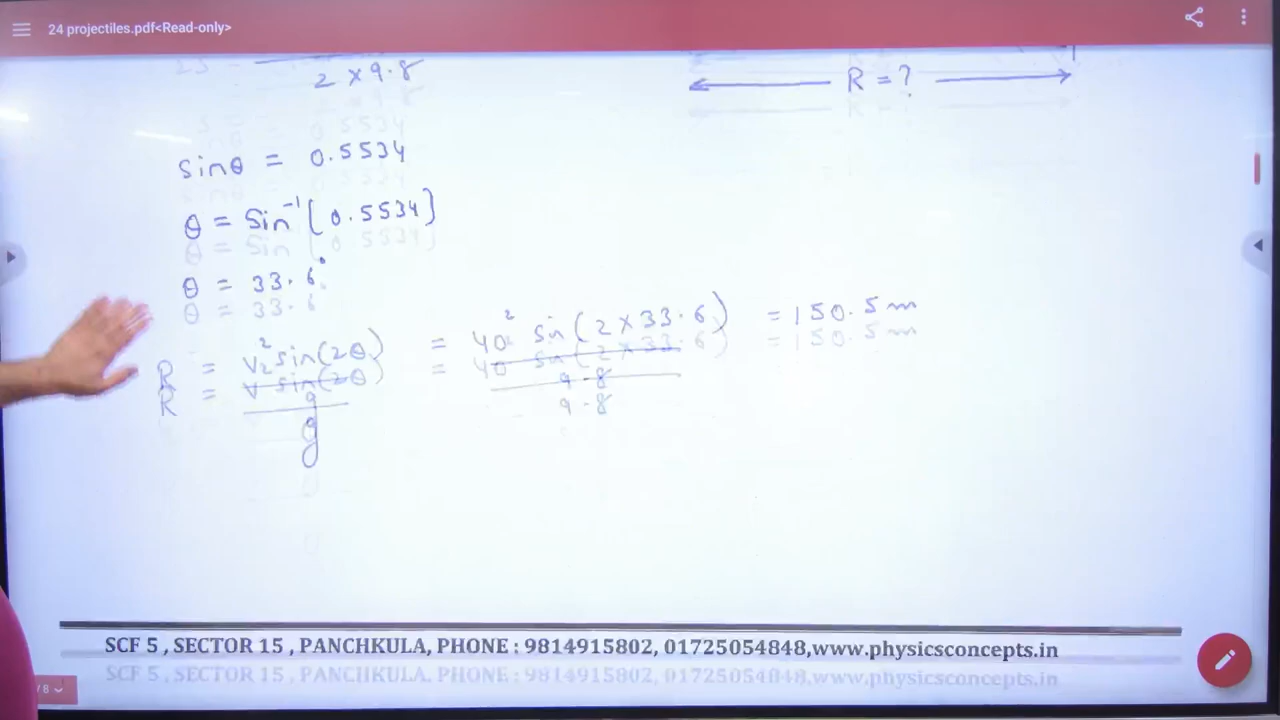 24 projectiles.pdf<Read-only>
2 × 9.8
R = ?
sinθ = 0.5534
θ = Sin⁻¹[0.5534]
θ = 33.6°
R = v² sin(2θ) / g = 40² sin(2×33.6) / 9.8 = 150.5 m
SCF 5 , SECTOR 15 , PANCHKULA, PHONE : 9814915802, 01725054848,www.physicsconcepts.in
/8